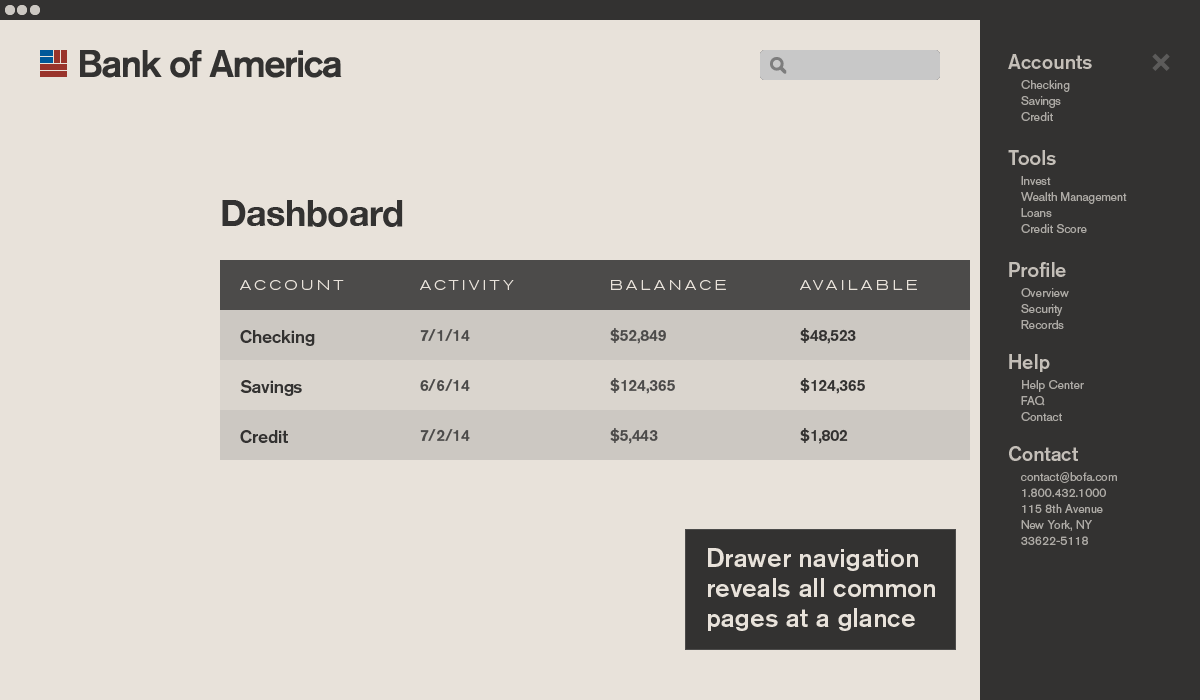 Bank of America
Dashboard
ACCOUNT ACTIVITY BALANACE AVAILABLE
Checking 7/1/14 $52,849 $48,523
Savings 6/6/14 $124,365 $124,365
Credit 7/2/14 $5,443 $1,802
Drawer navigation
reveals all common
pages at a glance
Accounts
Checking
Savings
Credit
Tools
Invest
Wealth Management
Loans
Credit Score
Profile
Overview
Security
Records
Help
Help Center
FAQ
Contact
Contact
contact@bofa.com
1.800.432.1000
115 8th Avenue
New York, NY
33622-5118